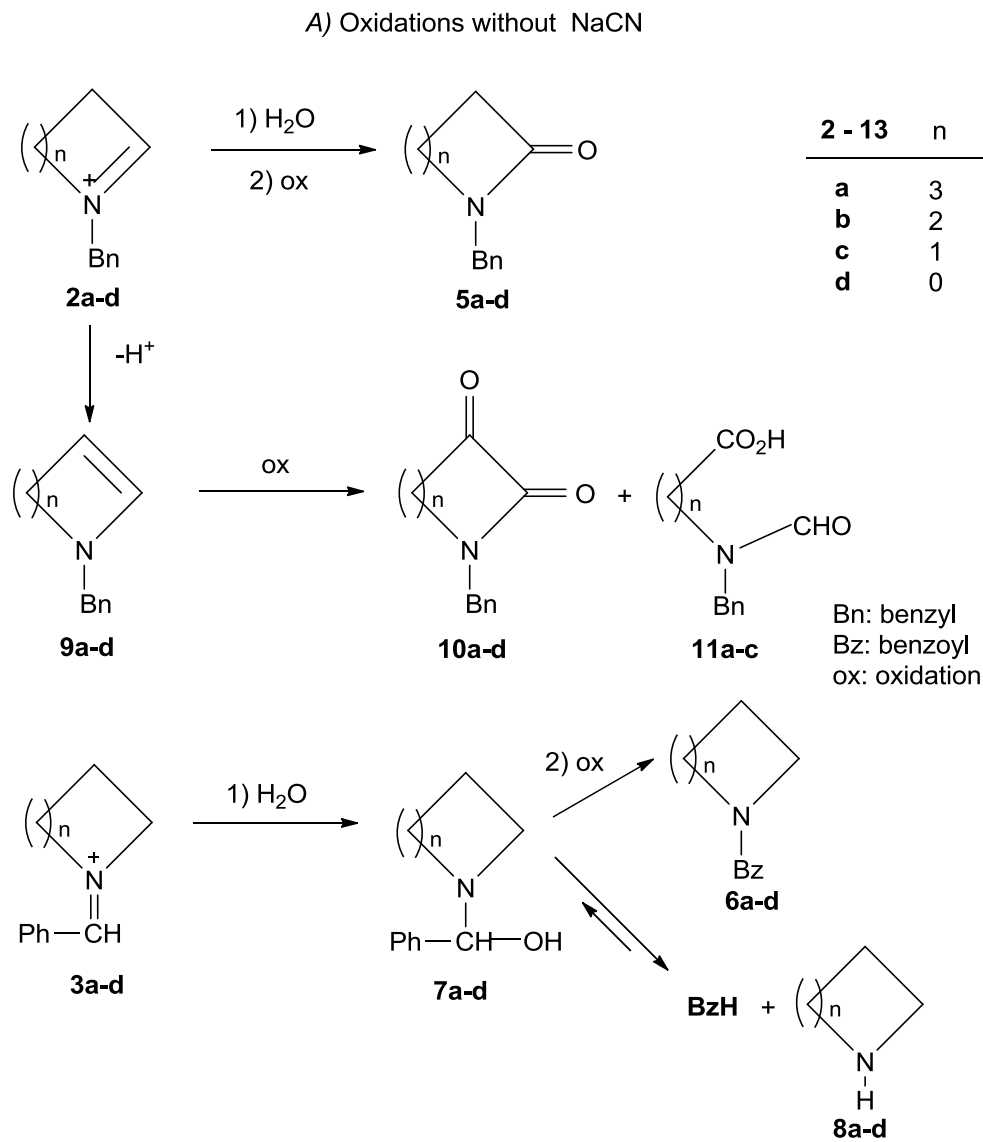 A) Oxidations without NaCN
1) H2O
2) ox
( )n
N
+
Bn
2a-d
( )n
O
N
Bn
5a-d
2 - 13 n
a 3
b 2
c 1
d 0
-H+
( )n
N
Bn
9a-d
ox
O
( )n
O
N
Bn
10a-d
+
CO2H
( )n
CHO
N
Bn
11a-c
Bn: benzyl
Bz: benzoyl
ox: oxidation
( )n
+
N
Ph CH
3a-d
1) H2O
( )n
N
Ph CH OH
7a-d
2) ox
( )n
N
Bz
6a-d
BzH +
( )n
N
H
8a-d